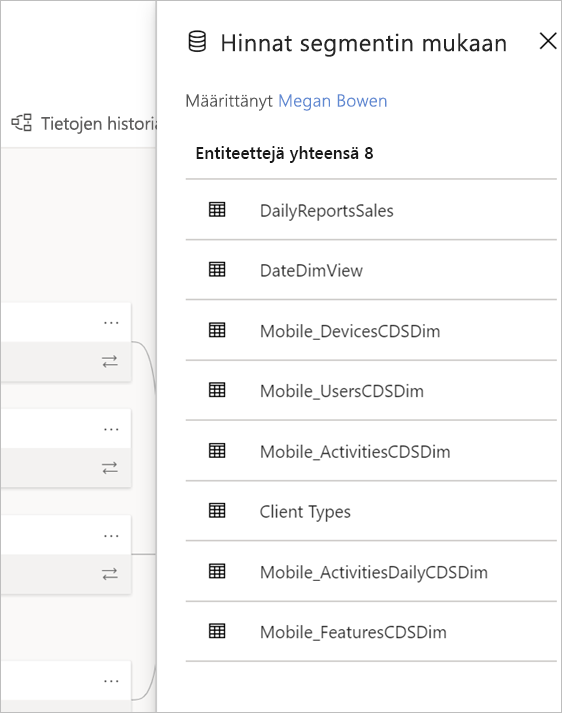 Hinnat segmentin mukaan
Määrittänyt Megan Bowen
Tietojen historia
Entiteettejä yhteensä 8
DailyReportsSales
DateDimView
Mobile_DevicesCDSDim
Mobile_UsersCDSDim
Mobile_ActivitiesCDSDim
Client Types
Mobile_ActivitiesDailyCDSDim
Mobile_FeaturesCDSDim